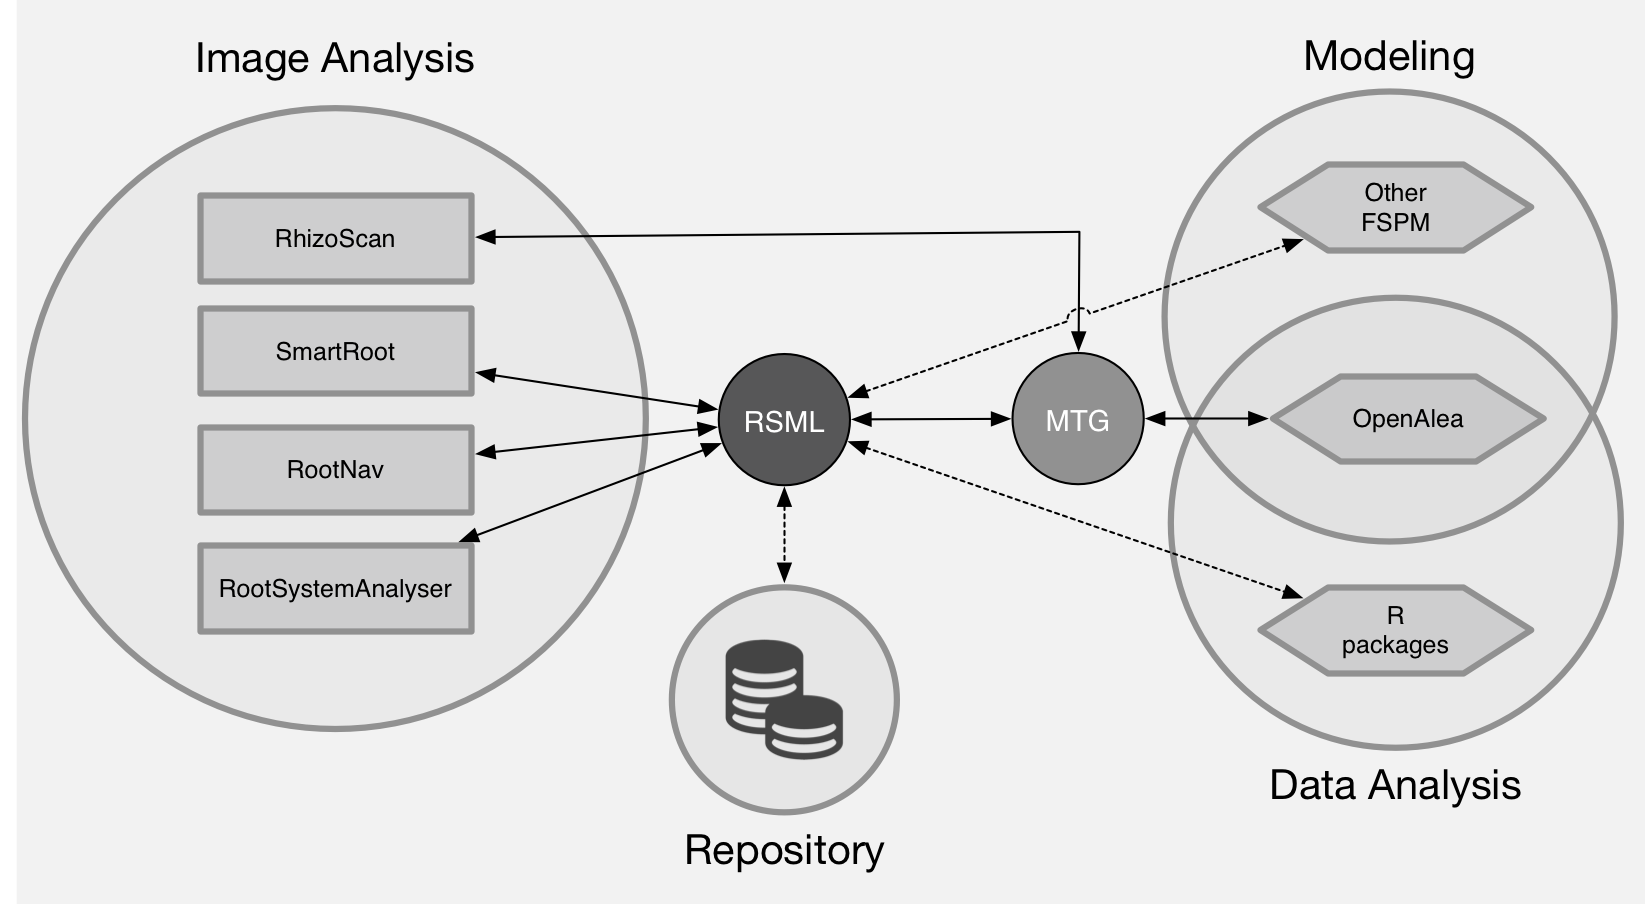 Image Analysis
Modeling
RhizoScan
SmartRoot
RootNav
RootSystemAnalyser
RSML
MTG
Other
FSPM
OpenAlea
R
packages
Data Analysis
Repository